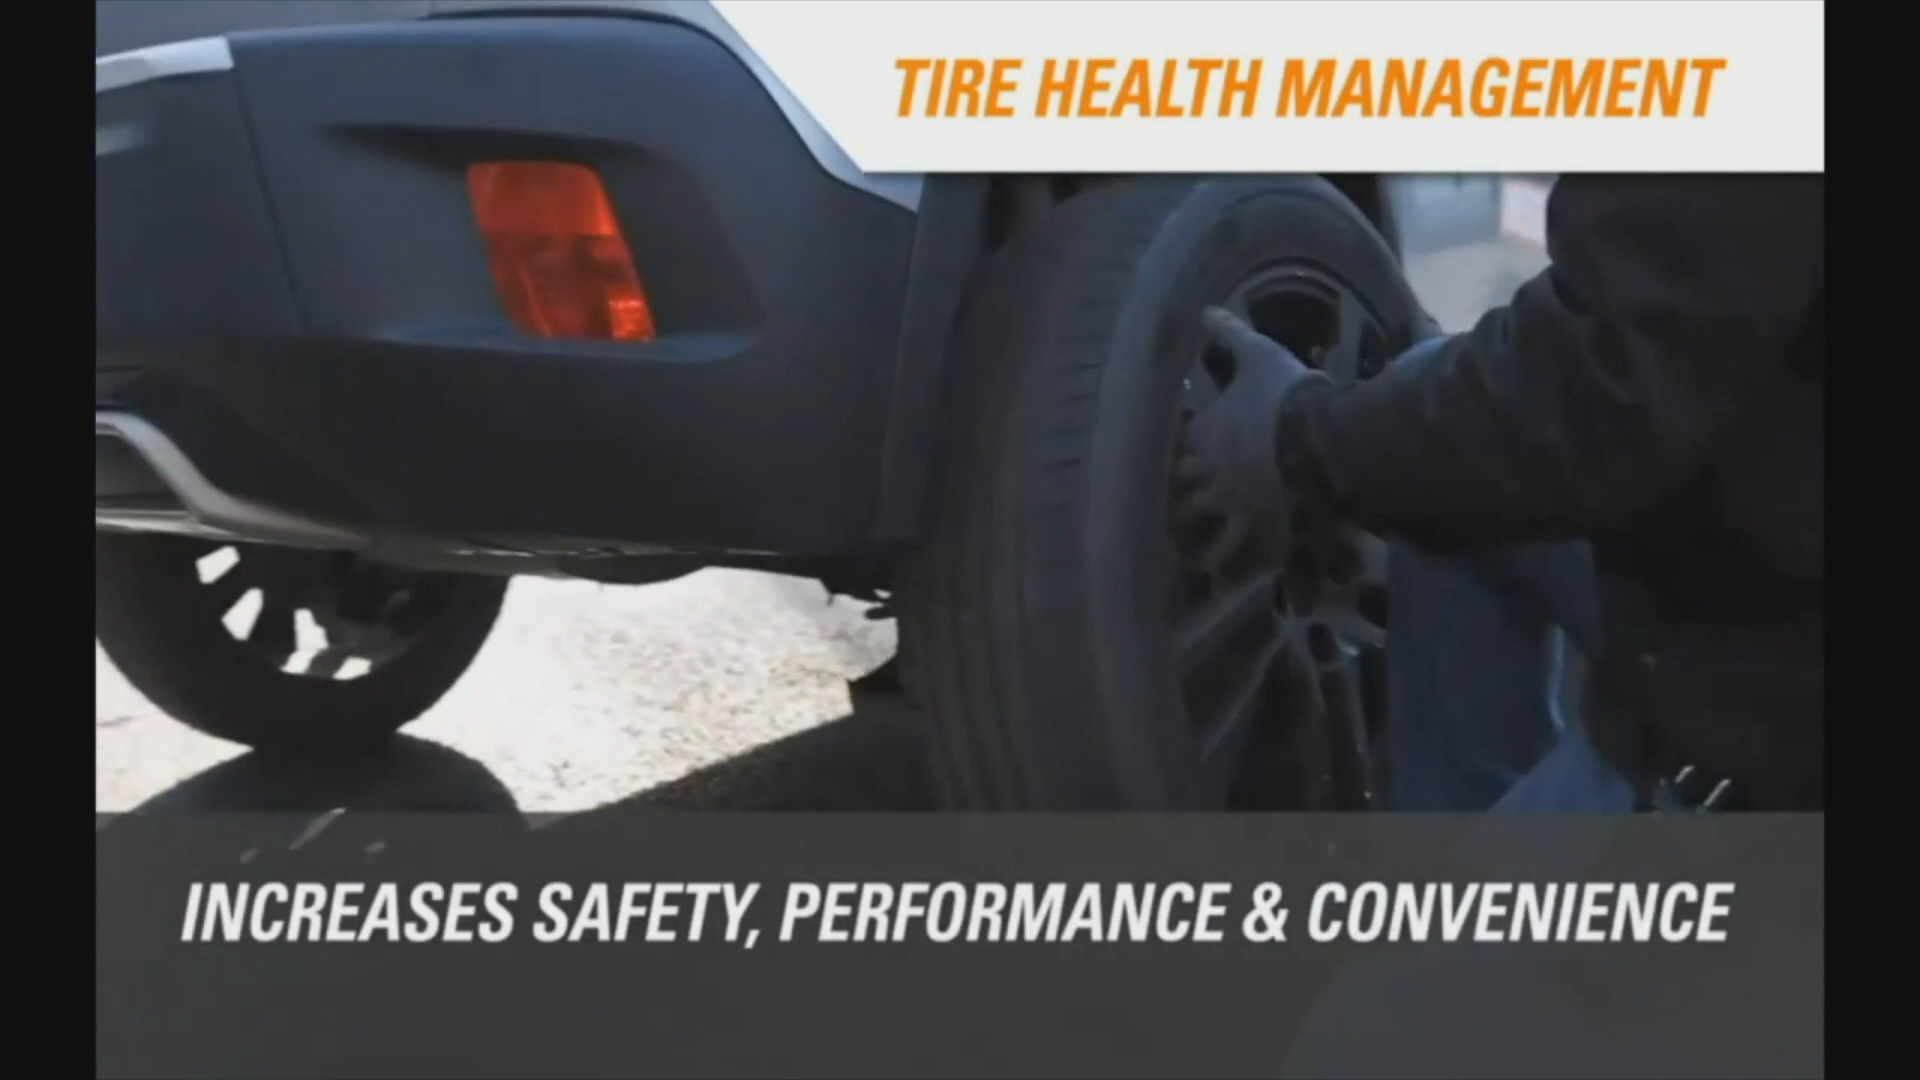 TIRE HEALTH MANAGEMENT
INCREASES SAFETY, PERFORMANCE & CONVENIENCE